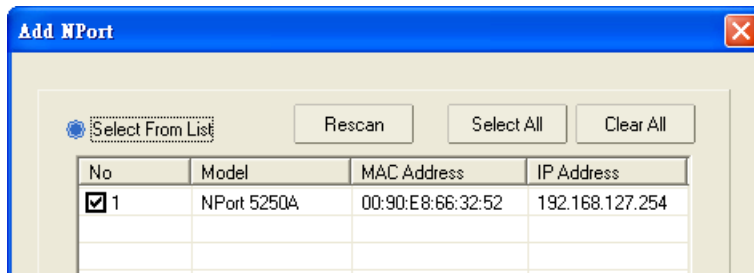 Add NPort
Select From List Rescan Select All Clear All
No Model MAC Address IP Address
1 NPort 5250A 00:90:E8:66:32:52 192.168.127.254